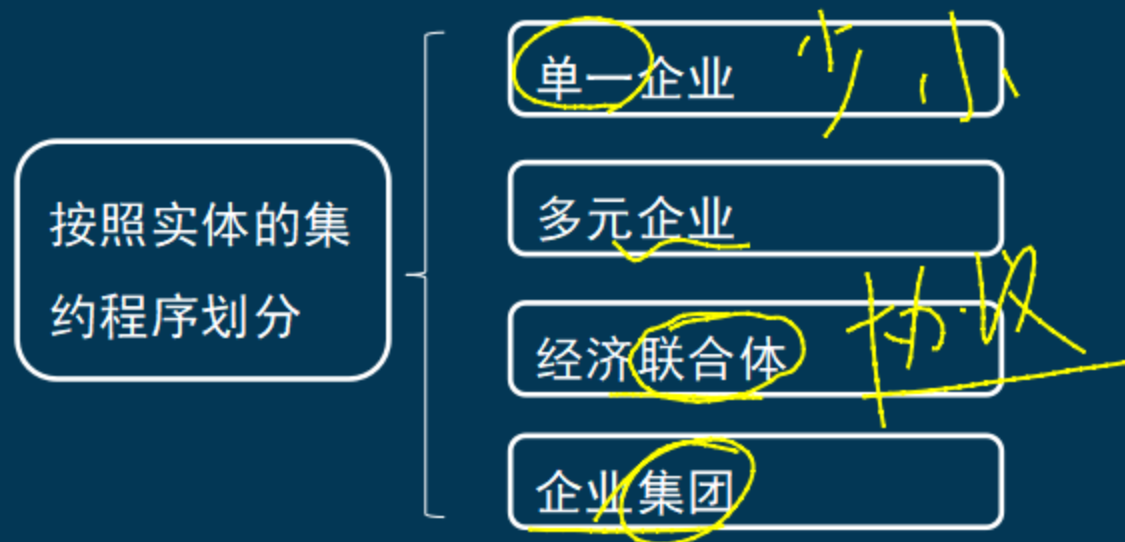 单一企业 少 小
按照实体的集
约程序划分
多元企业
经济联合体 协议
企业集团